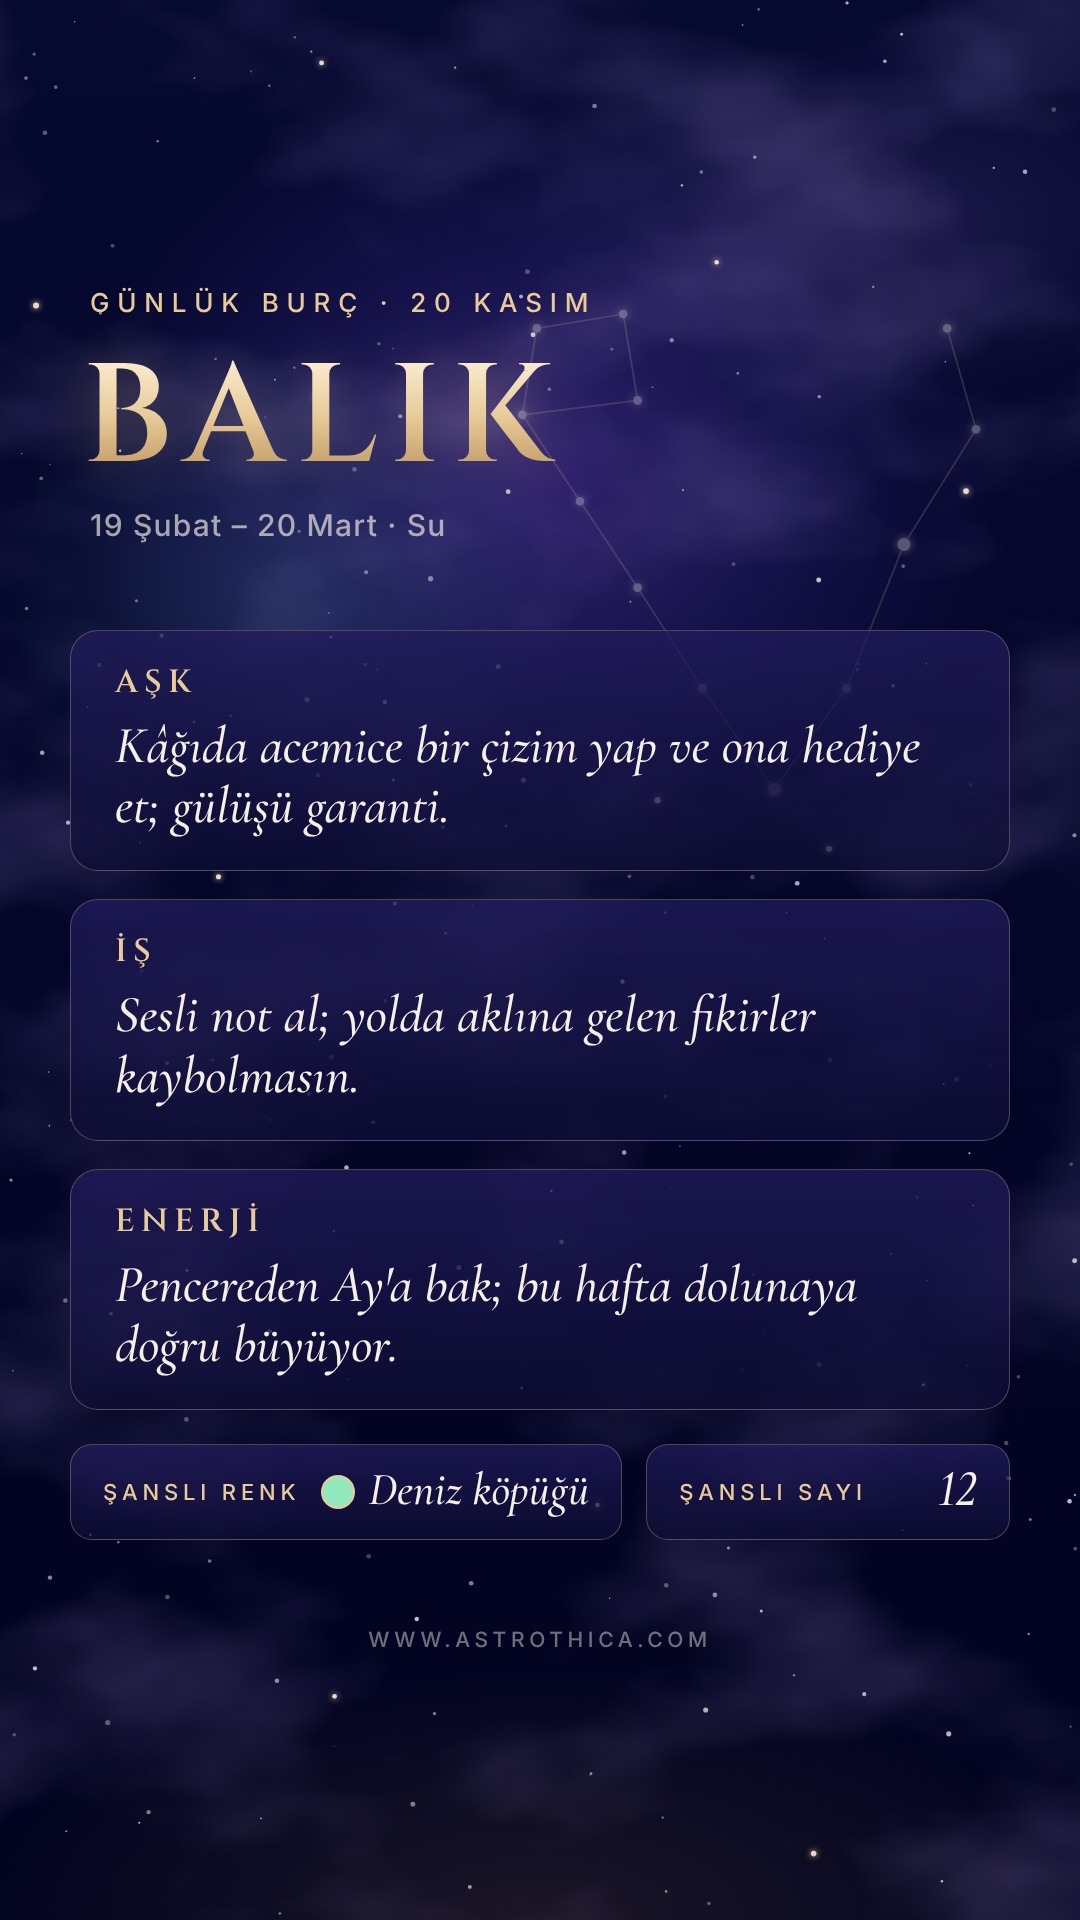 GÜNLÜK BURÇ · 20 KASIM
BALIK
19 Şubat – 20 Mart · Su
AŞK
Kâğıda acemice bir çizim yap ve ona hediye
et; gülüşü garanti.
İŞ
Sesli not al; yolda aklına gelen fikirler
kaybolmasın.
ENERJİ
Pencereden Ay'a bak; bu hafta dolunaya
doğru büyüyor.
ŞANSLI RENK Deniz köpüğü
ŞANSLI SAYI 12
WWW.ASTROTHICA.COM